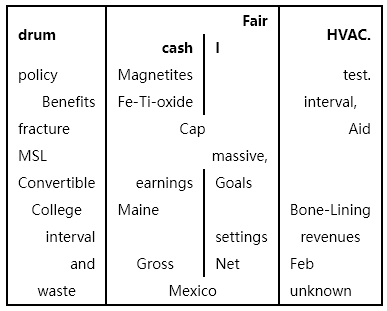 drum Fair HVAC.
cash I
policy Magnetites test.
Benefits Fe-Ti-oxide interval,
fracture Cap Aid
MSL massive,
Convertible earnings Goals
College Maine Bone-Lining
interval settings revenues
and Gross Net Feb
waste Mexico unknown